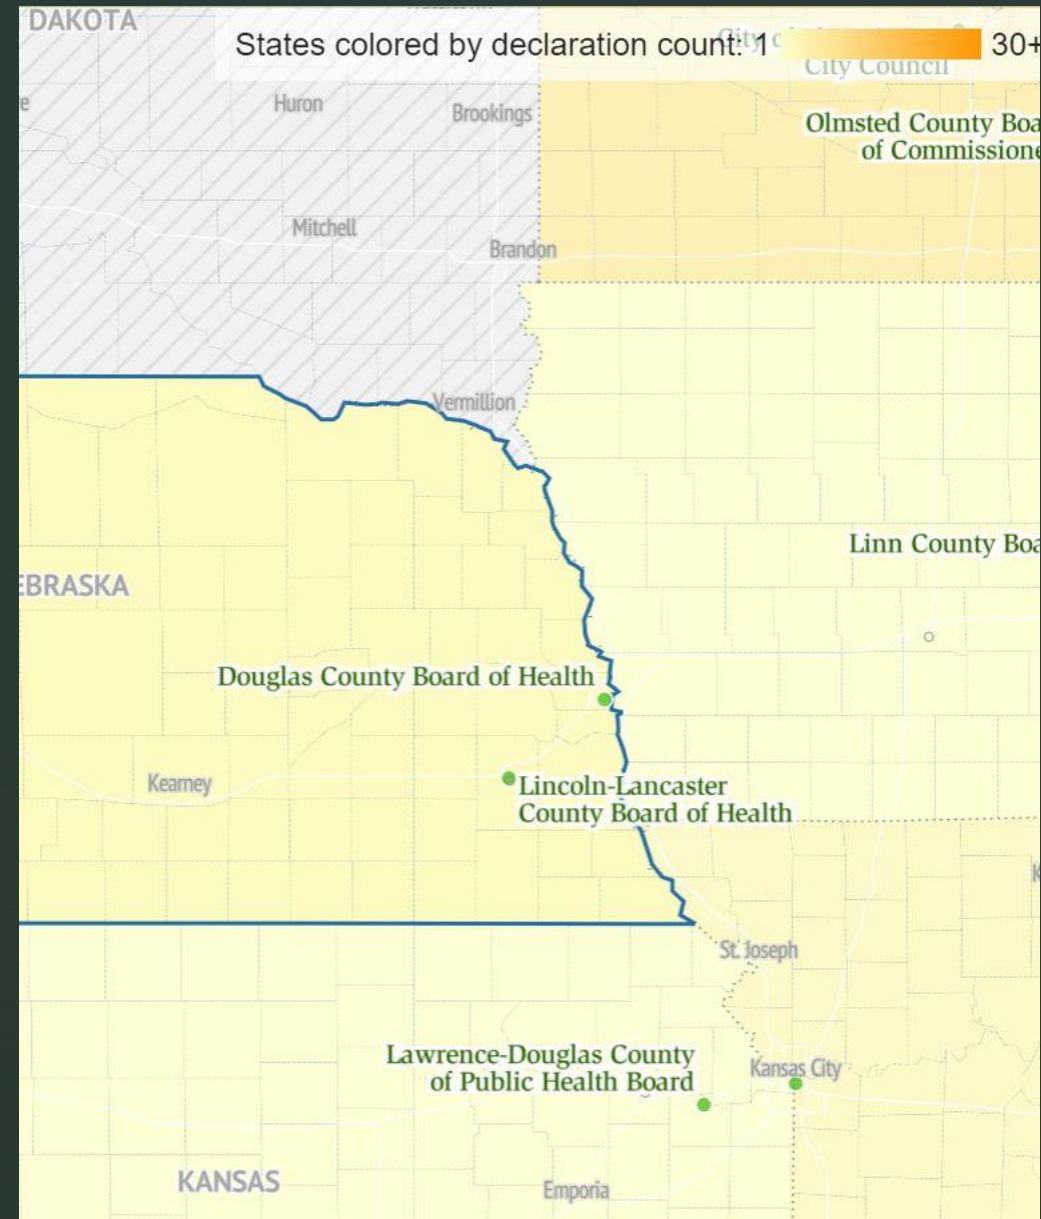 DAKOTA
States colored by declaration count: 1
30+
City
City Council
Huron
Brookings
Olmsted County Boa
of Commissione
Mitchell
Brandon
Vermillion
Linn County Boa
EBRASKA
Douglas County Board of Health
Kearney
Lincoln-Lancaster
County Board of Health
St. Joseph
Lawrence-Douglas County
of Public Health Board
Kansas City
KANSAS
Emporia